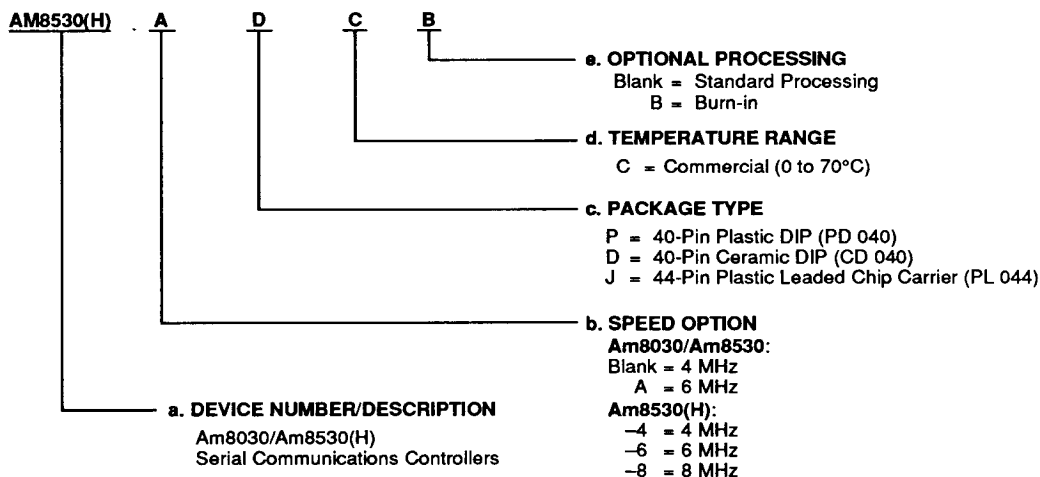 AM8530(H) A D C B
e. OPTIONAL PROCESSING
Blank = Standard Processing
B = Burn-in
d. TEMPERATURE RANGE
C = Commercial (0 to 70°C)
c. PACKAGE TYPE
P = 40-Pin Plastic DIP (PD 040)
D = 40-Pin Ceramic DIP (CD 040)
J = 44-Pin Plastic Leaded Chip Carrier (PL 044)
b. SPEED OPTION
Am8030/Am8530:
Blank = 4 MHz
A = 6 MHz
Am8530(H):
–4 = 4 MHz
–6 = 6 MHz
–8 = 8 MHz
a. DEVICE NUMBER/DESCRIPTION
Am8030/Am8530(H)
Serial Communications Controllers